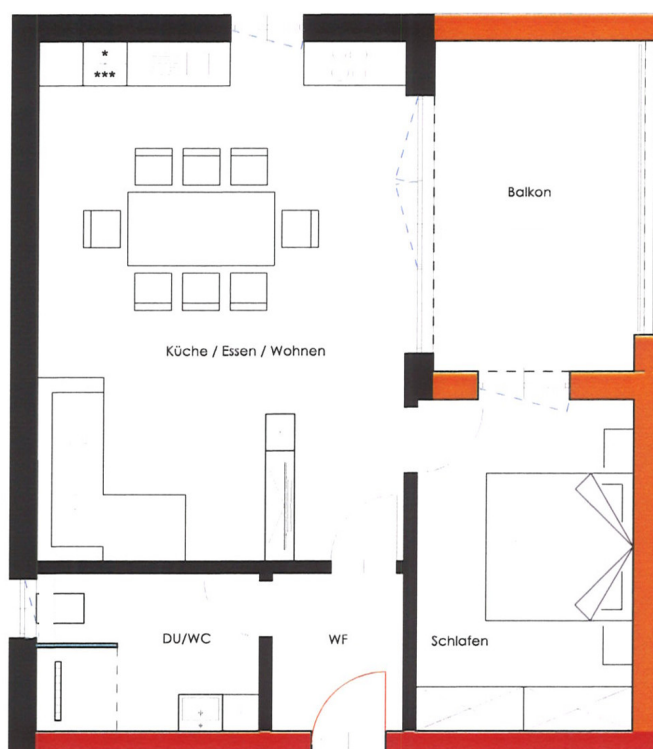 *
***
Balkon
Küche / Essen / Wohnen
DU/WC
WF
Schlafen